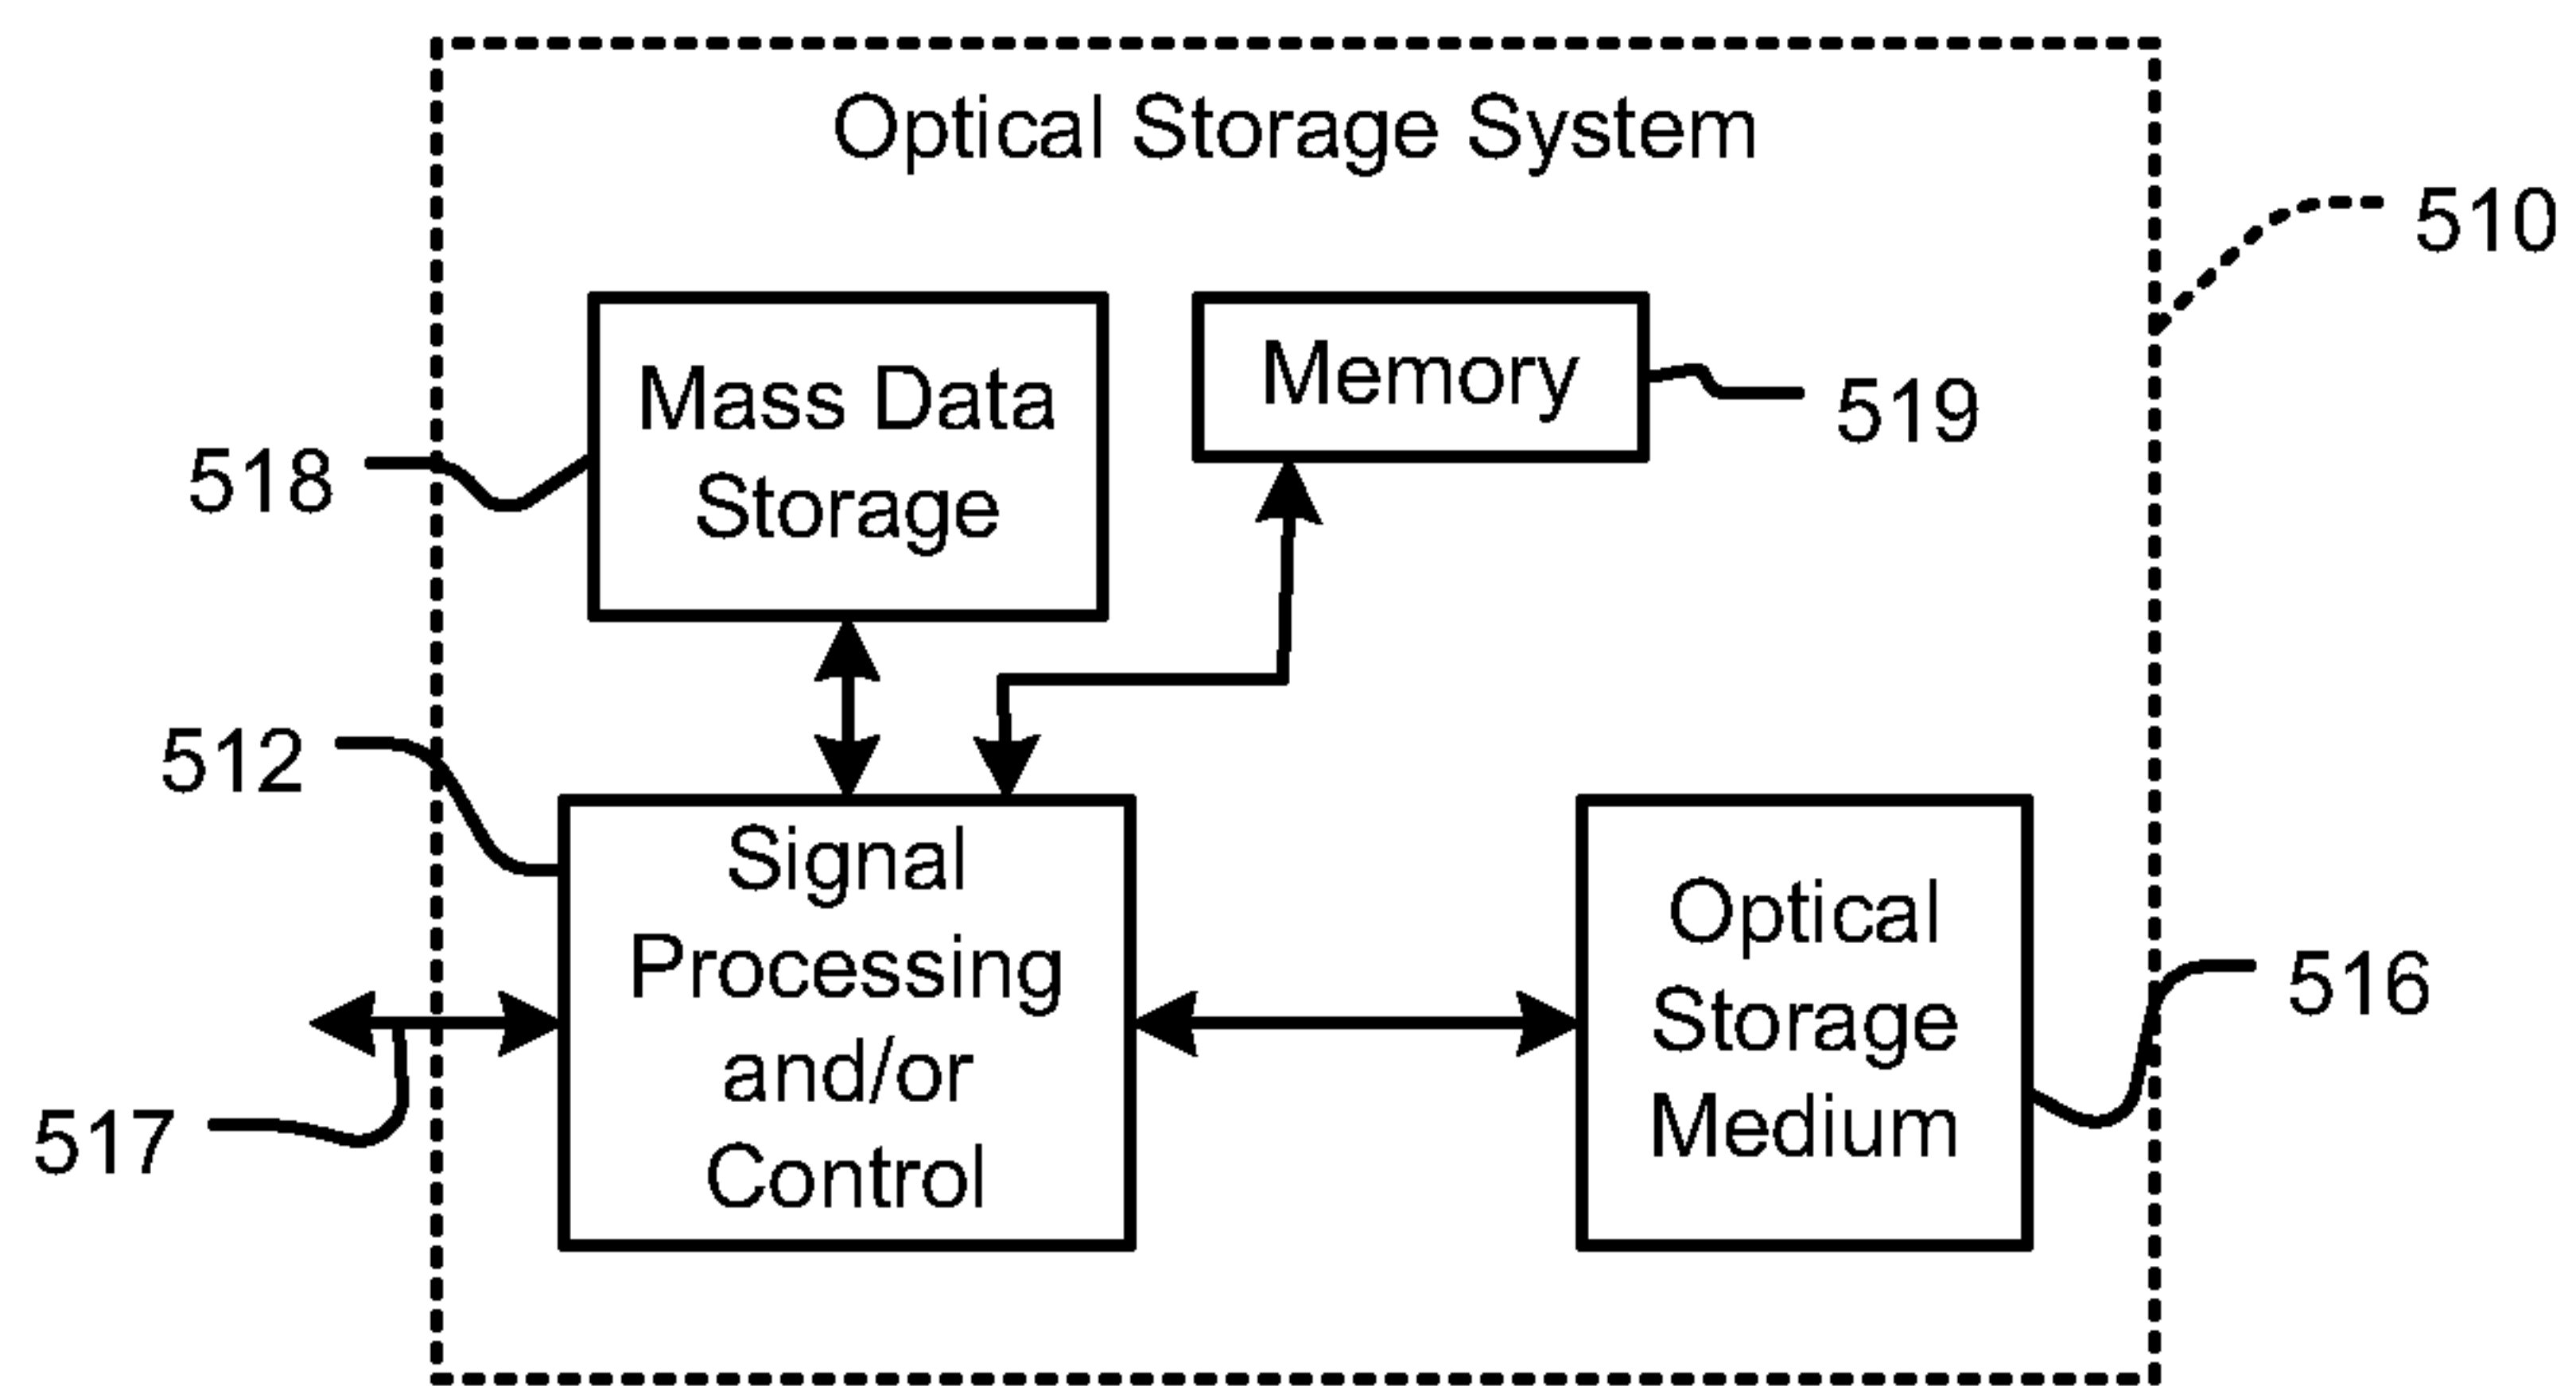 Optical Storage System
510
Mass Data
Storage
518
Memory
519
512
Signal
Processing
and/or
Control
Optical
Storage
Medium
516
517